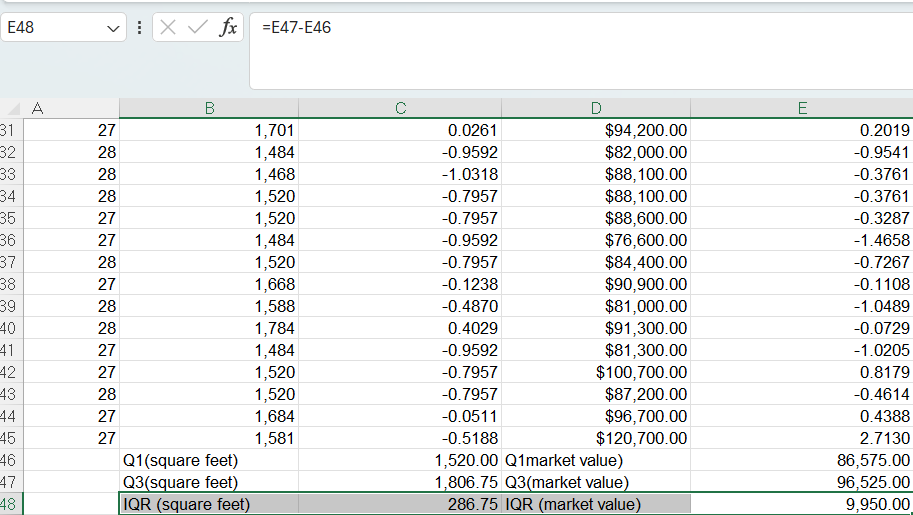 E48 fx =E47-E46
A B C D E
31 27 1,701 0.0261 $94,200.00 0.2019
32 28 1,484 -0.9592 $82,000.00 -0.9541
33 28 1,468 -1.0318 $88,100.00 -0.3761
34 28 1,520 -0.7957 $88,100.00 -0.3761
35 27 1,520 -0.7957 $88,600.00 -0.3287
36 27 1,484 -0.9592 $76,600.00 -1.4658
37 28 1,520 -0.7957 $84,400.00 -0.7267
38 27 1,668 -0.1238 $90,900.00 -0.1108
39 28 1,588 -0.4870 $81,000.00 -1.0489
40 28 1,784 0.4029 $91,300.00 -0.0729
41 27 1,484 -0.9592 $81,300.00 -1.0205
42 27 1,520 -0.7957 $100,700.00 0.8179
43 28 1,520 -0.7957 $87,200.00 -0.4614
44 27 1,684 -0.0511 $96,700.00 0.4388
45 27 1,581 -0.5188 $120,700.00 2.7130
46 Q1(square feet) 1,520.00 Q1market value) 86,575.00
47 Q3(square feet) 1,806.75 Q3(market value) 96,525.00
48 IQR (square feet) 286.75 IQR (market value) 9,950.00